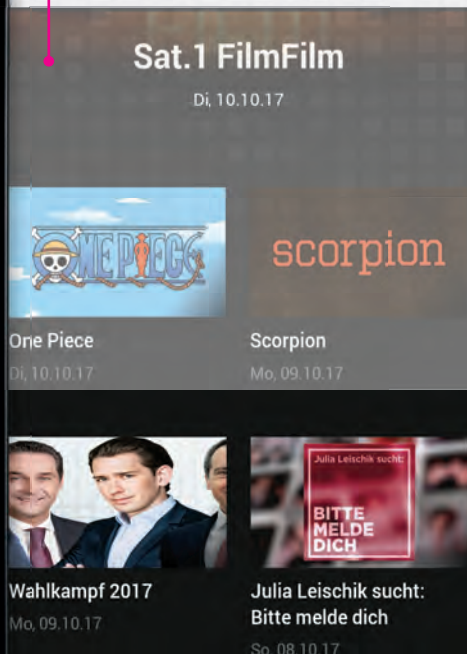 Sat.1 FilmFilm
Di, 10.10.17
ONE PIECE
scorpion
One Piece
Scorpion
Di, 10.10.17
Mo, 09.10.17
Julia Leischik sucht:
BITTE
MELDE
DICH
Wahlkampf 2017
Julia Leischik sucht:
Bitte melde dich
Mo, 09.10.17
So, 08.10.17